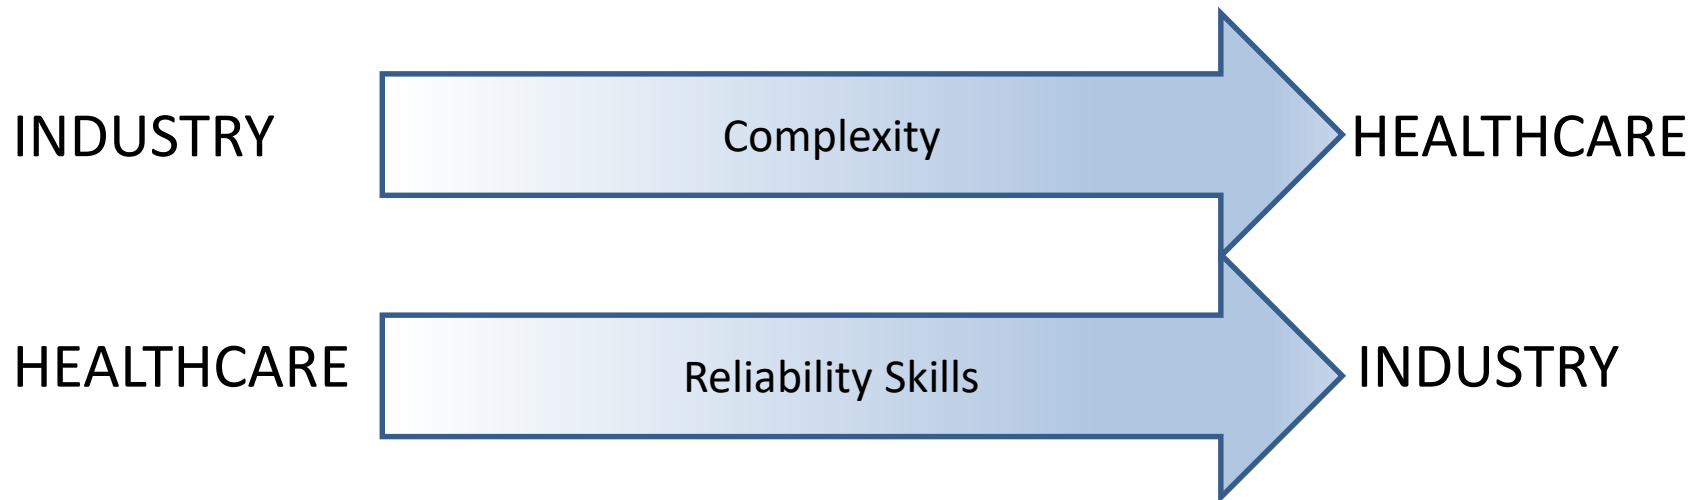 INDUSTRY Complexity HEALTHCARE
HEALTHCARE Reliability Skills INDUSTRY